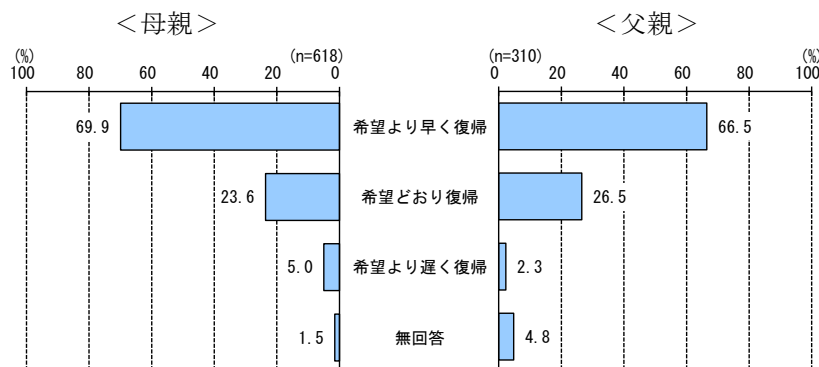 <母親> <父親>
(%) (n=618) (n=310) (%)
100 80 60 40 20 0 0 20 40 60 80 100
69.9 希望より早く復帰 66.5
23.6 希望どおり復帰 26.5
5.0 希望より遅く復帰 2.3
1.5 無回答 4.8